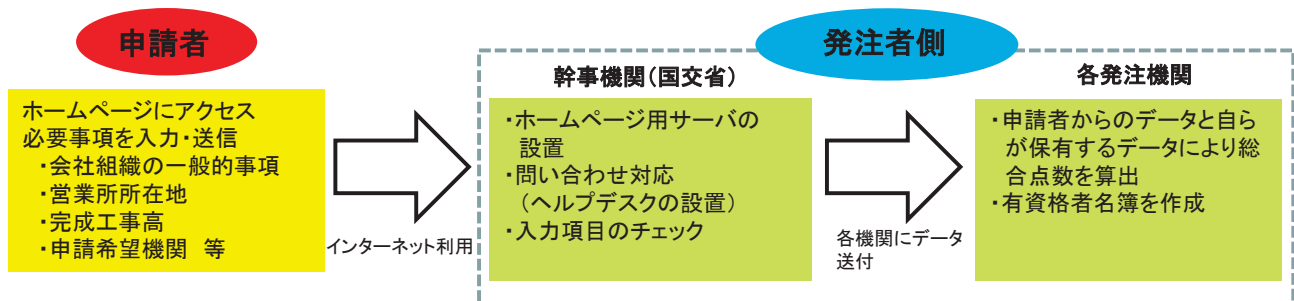 申請者
ホームページにアクセス
必要事項を入力・送信
・会社組織の一般的事項
・営業所所在地
・完成工事高
・申請希望機関 等
インターネット利用
発注者側
幹事機関(国交省)
・ホームページ用サーバの
設置
・問い合わせ対応
(ヘルプデスクの設置)
・入力項目のチェック
各機関にデータ
送付
各発注機関
・申請者からのデータと自ら
が保有するデータにより総
合点数を算出
・有資格者名簿を作成